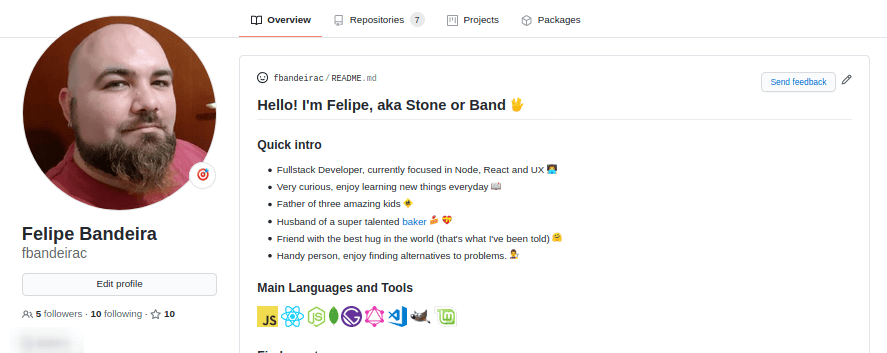 Overview Repositories 7 Projects Packages
fbandeirac/README.md
Send feedback
Hello! I'm Felipe, aka Stone or Band 🖖
Quick intro
Fullstack Developer, currently focused in Node, React and UX 👨‍💻
Very curious, enjoy learning new things everyday 📖
Father of three amazing kids
Husband of a super talented baker 🍰 💝
Friend with the best hug in the world (that's what I've been told) 🤗
Handy person, enjoy finding alternatives to problems. 👨‍🔧
Main Languages and Tools
JS
Felipe Bandeira
fbandeirac
Edit profile
5 followers · 10 following · 10